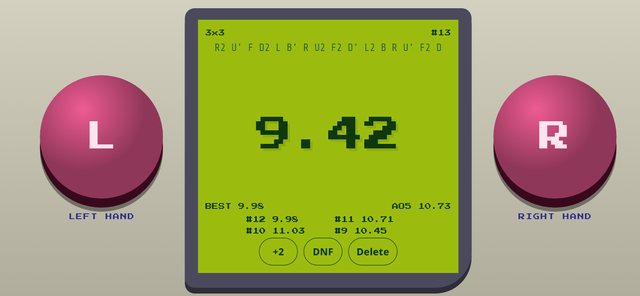 3x3 #13
R2 U' F D2 L B' R U2 F2 D' L2 B R U' F2 D
L 9.42 R
BEST 9.98 AO5 10.73
LEFT HAND #12 9.98 #11 10.71 RIGHT HAND
#10 11.03 #9 10.45
+2 DNF Delete